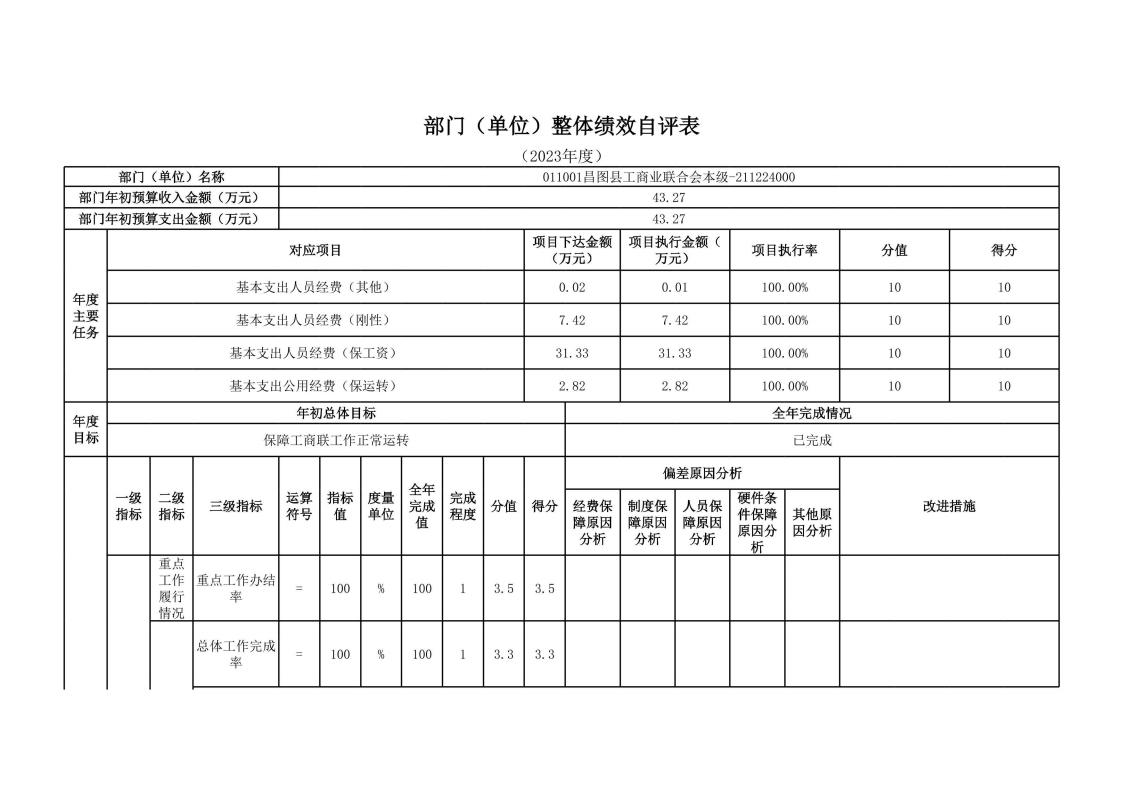 部门（单位）整体绩效自评表
（2023年度）
部门（单位）名称 011001昌图县工商业联合会本级-211224000
部门年初预算收入金额（万元） 43.27
部门年初预算支出金额（万元） 43.27
年度主要任务
对应项目 项目下达金额（万元） 项目执行金额（万元） 项目执行率 分值 得分
基本支出人员经费（其他） 0.02 0.01 100.00% 10 10
基本支出人员经费（刚性） 7.42 7.42 100.00% 10 10
基本支出人员经费（保工资） 31.33 31.33 100.00% 10 10
基本支出公用经费（保运转） 2.82 2.82 100.00% 10 10
年度目标
年初总体目标 全年完成情况
保障工商联工作正常运转 已完成
一级指标 二级指标 三级指标 运算符号 指标值 度量单位 全年完成值 完成程度 分值 得分 偏差原因分析 改进措施
经费保障原因分析 制度保障原因分析 人员保障原因分析 硬件条件保障原因分析 其他原因分析
重点工作履行情况 重点工作办结率 = 100 % 100 1 3.5 3.5
总体工作完成率 = 100 % 100 1 3.3 3.3